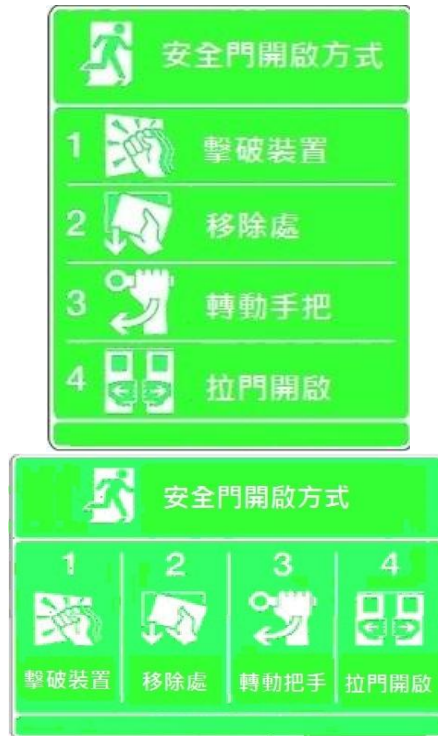 安全門開啟方式
1 擊破裝置
2 移除處
3 轉動手把
4 拉門開啟
安全門開啟方式
1 2 3 4
擊破裝置 移除處 轉動把手 拉門開啟